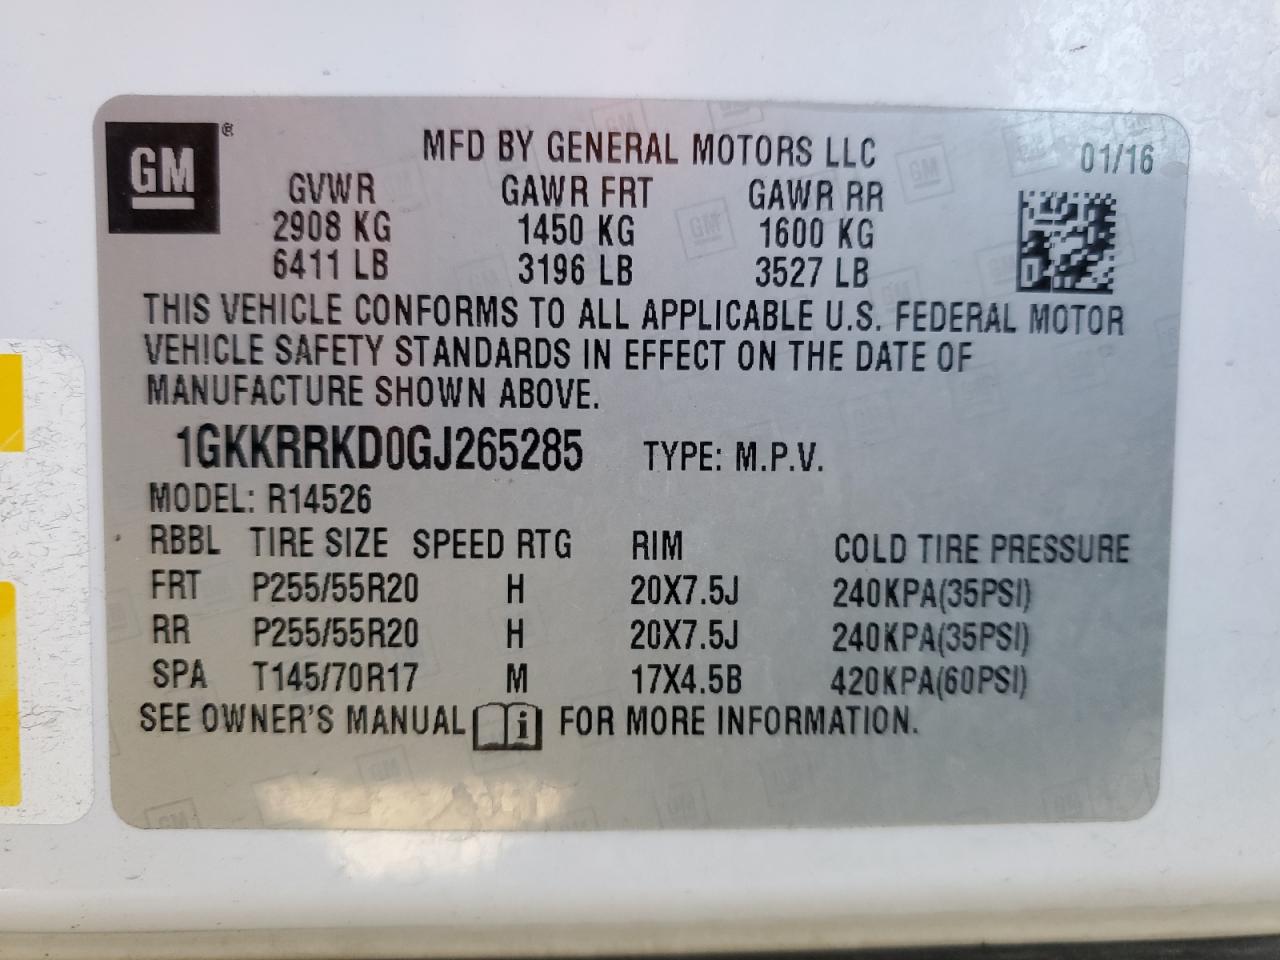 GM ®
MFD BY GENERAL MOTORS LLC 01/16
GVWR GAWR FRT GAWR RR
2908 KG 1450 KG 1600 KG
6411 LB 3196 LB 3527 LB
THIS VEHICLE CONFORMS TO ALL APPLICABLE U.S. FEDERAL MOTOR
VEHICLE SAFETY STANDARDS IN EFFECT ON THE DATE OF
MANUFACTURE SHOWN ABOVE.
1GKKRRKD0GJ265285 TYPE: M.P.V.
MODEL: R14526
RBBL TIRE SIZE SPEED RTG RIM COLD TIRE PRESSURE
FRT P255/55R20 H 20X7.5J 240KPA(35PSI)
RR P255/55R20 H 20X7.5J 240KPA(35PSI)
SPA T145/70R17 M 17X4.5B 420KPA(60PSI)
SEE OWNER'S MANUAL i FOR MORE INFORMATION.